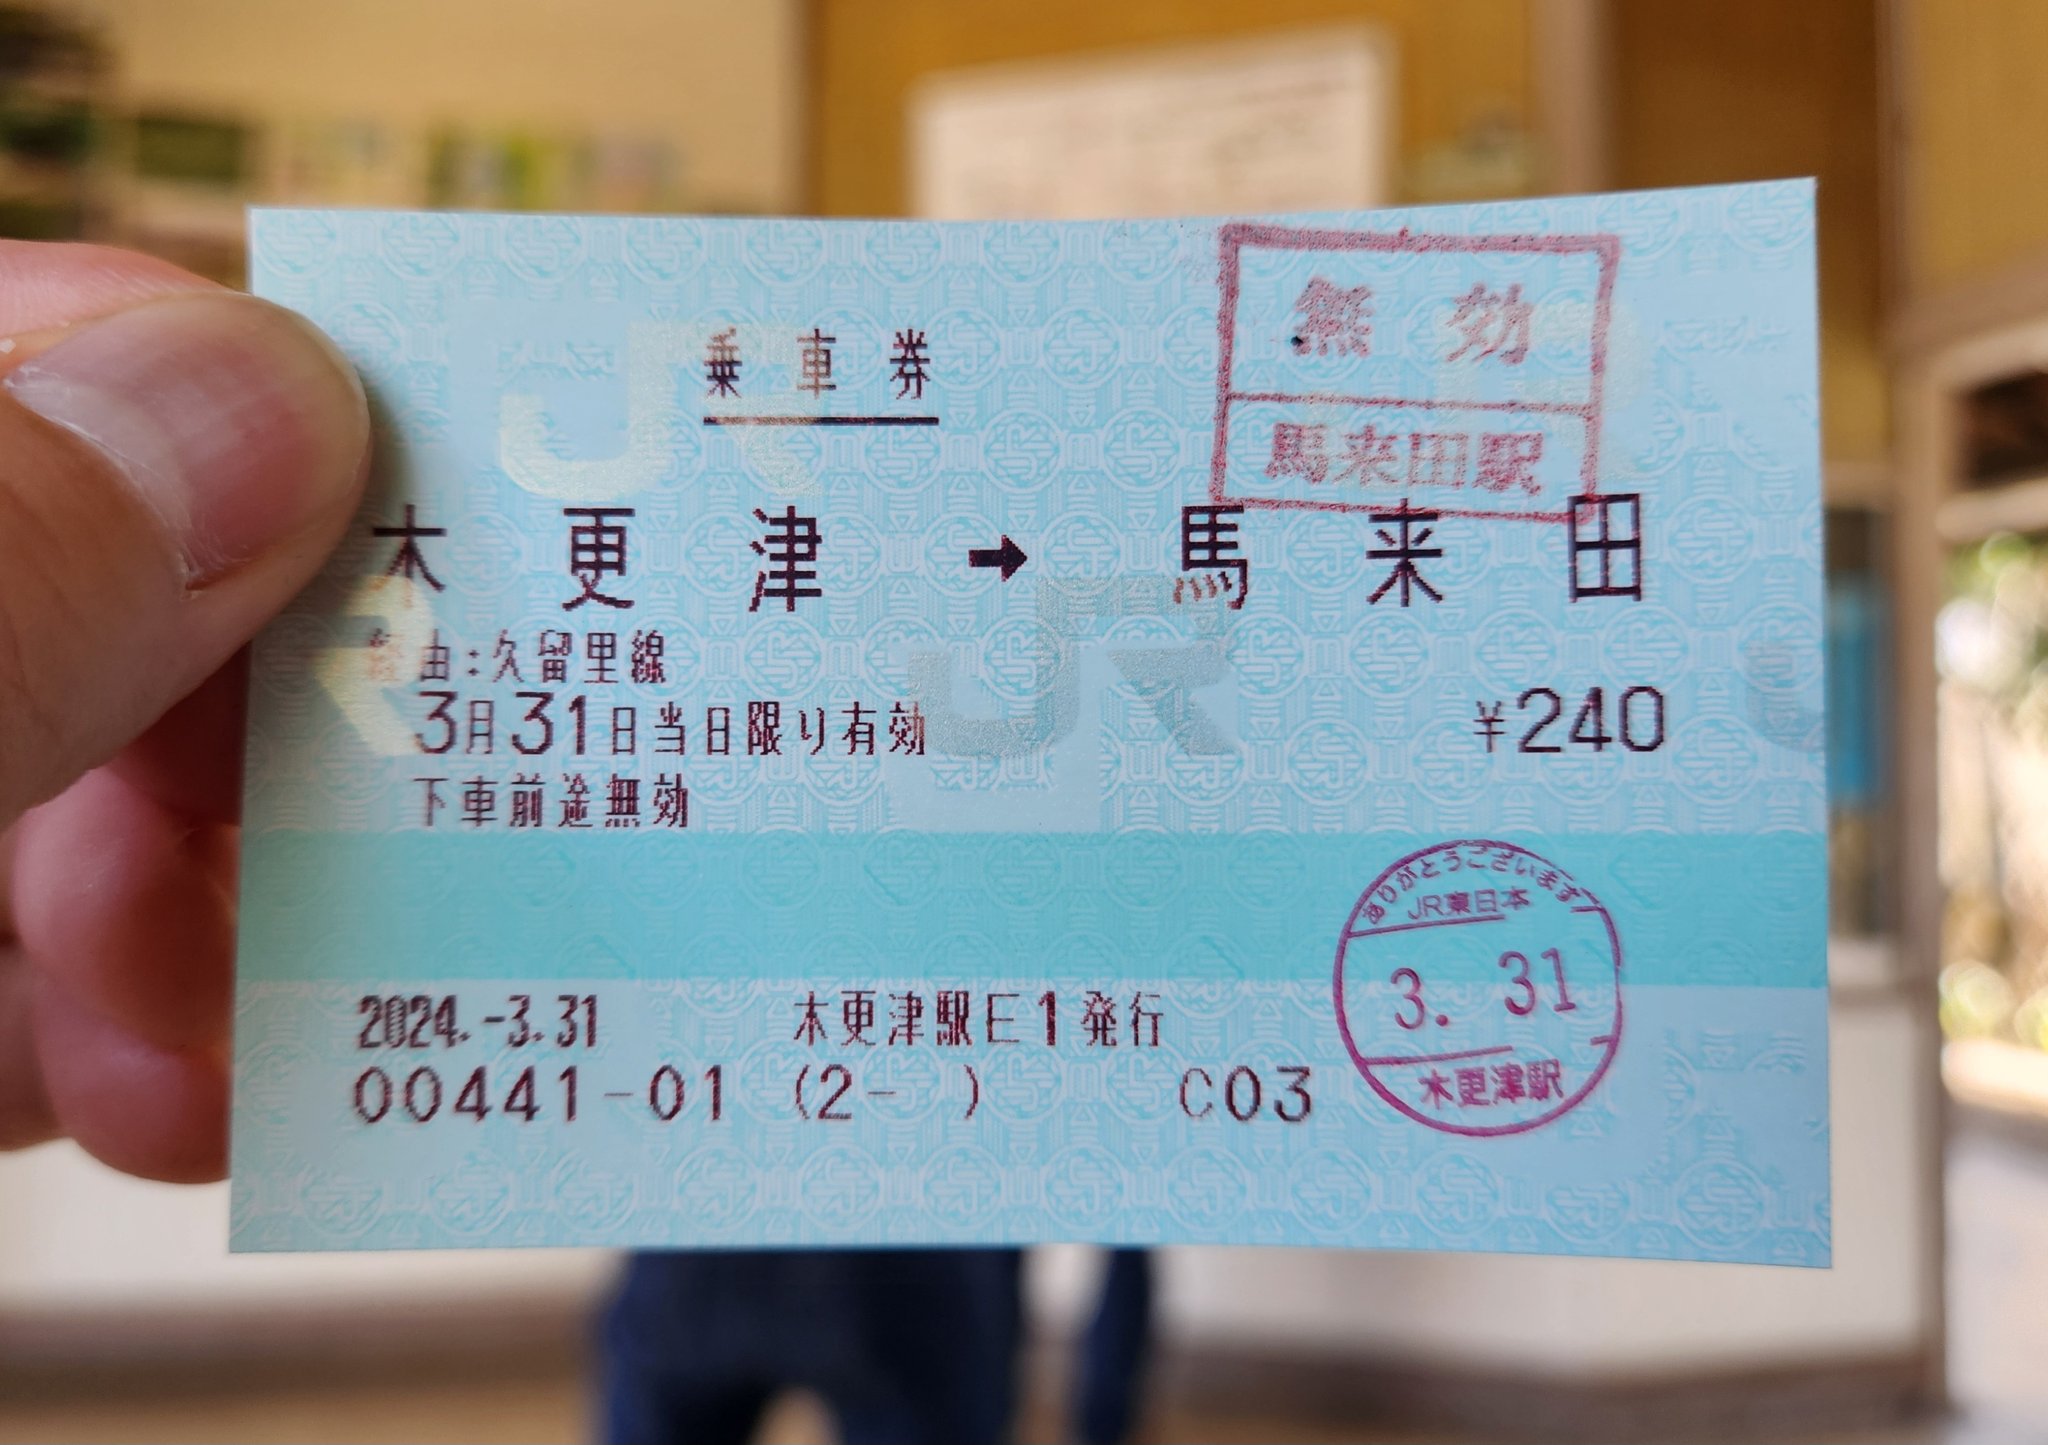 乗車券
無効
馬来田駅
木更津 → 馬来田
経由:久留里線
3月31日当日限り有効
¥240
下車前途無効
ありがとうございます
JR東日本
3. 31
木更津駅
2024.-3.31 木更津駅E1発行
00441-01 (2- ) C03
JR
JR
R